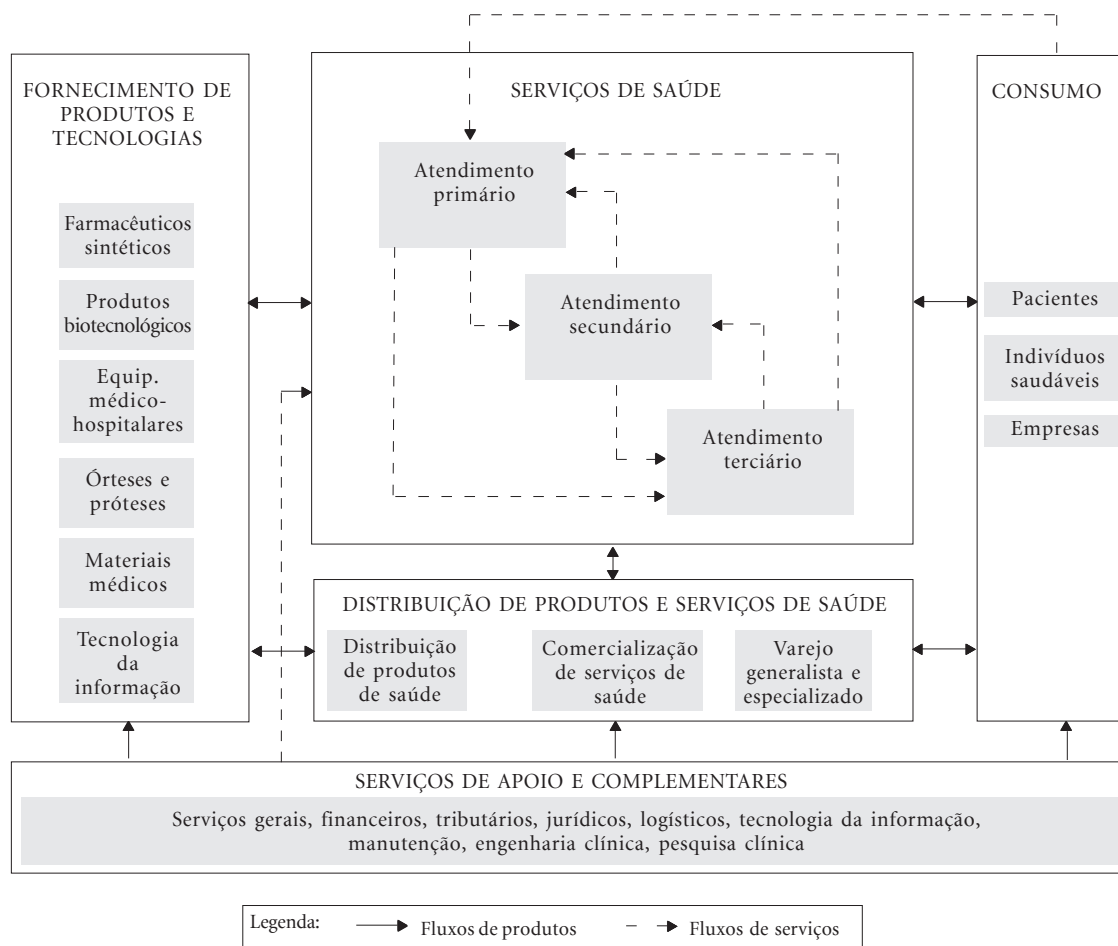 FORNECIMENTO DE
PRODUTOS E
TECNOLOGIAS
Farmacêuticos
sintéticos
Produtos
biotecnológicos
Equip.
médico-
hospitalares
Órteses e
próteses
Materiais
médicos
Tecnologia
da
informação
SERVIÇOS DE SAÚDE
Atendimento
primário
Atendimento
secundário
Atendimento
terciário
CONSUMO
Pacientes
Indivíduos
saudáveis
Empresas
DISTRIBUIÇÃO DE PRODUTOS E SERVIÇOS DE SAÚDE
Distribuição
de produtos
de saúde
Comercialização
de serviços de
saúde
Varejo
generalista e
especializado
SERVIÇOS DE APOIO E COMPLEMENTARES
Serviços gerais, financeiros, tributários, jurídicos, logísticos, tecnologia da informação,
manutenção, engenharia clínica, pesquisa clínica
Legenda:
Fluxos de produtos
Fluxos de serviços